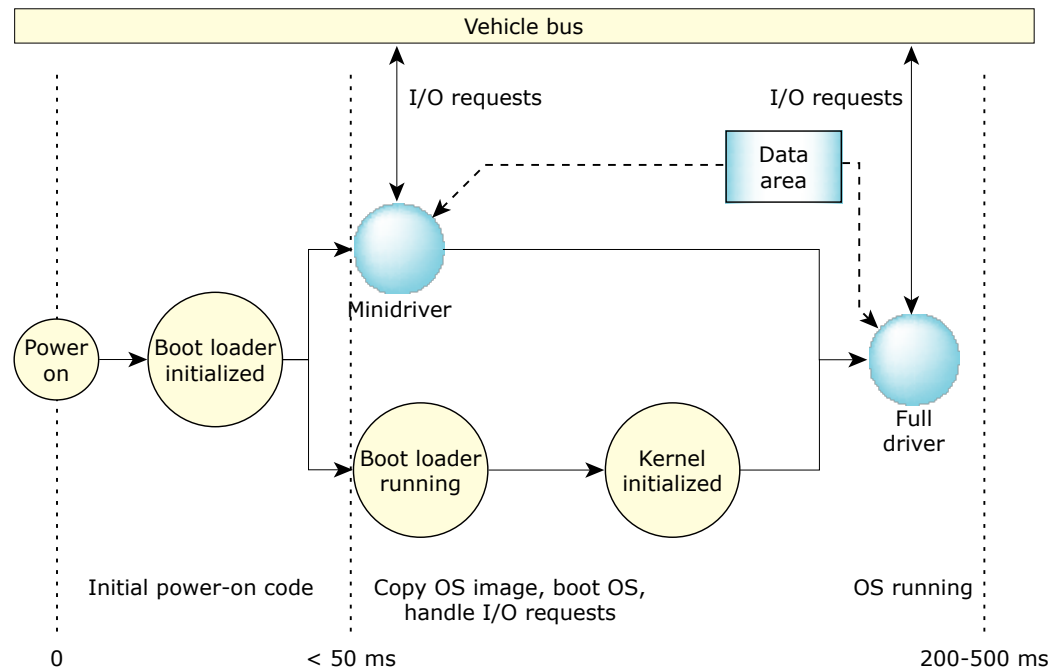 Vehicle bus
I/O requests
I/O requests
Data
area
Minidriver
Power
on
Boot loader
initialized
Full
driver
Boot loader
running
Kernel
initialized
Initial power-on code
Copy OS image, boot OS,
handle I/O requests
OS running
0
< 50 ms
200-500 ms